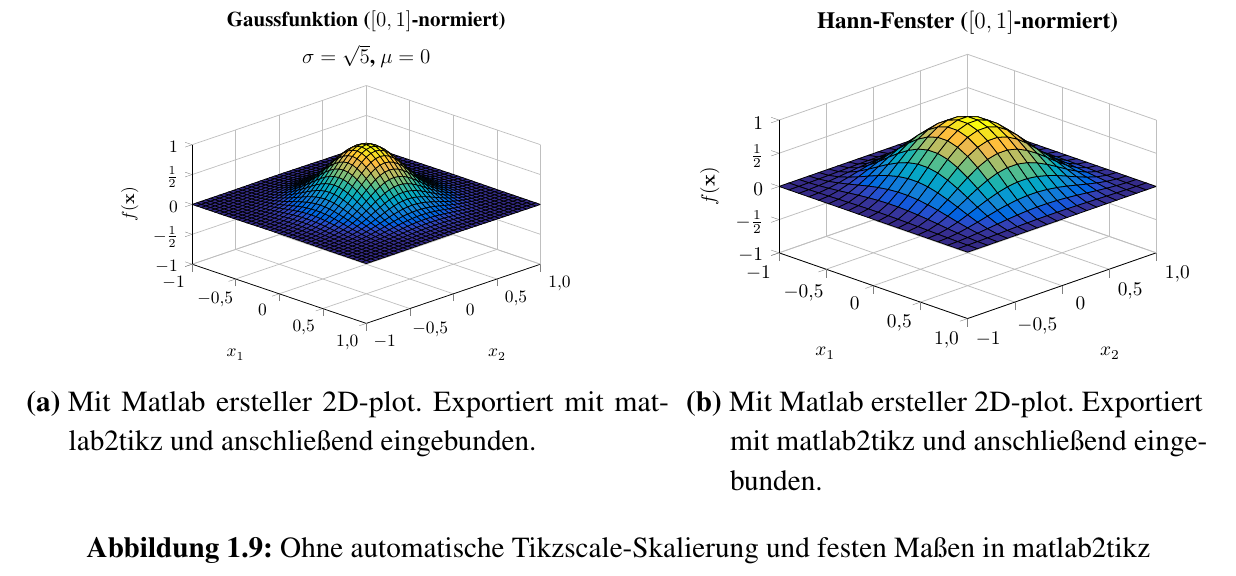 Gaussfunktion ([0, 1]-normiert)
σ = √5, μ = 0
1
1/2
0
−1/2
−1
f(x)
−1
−0,5
0
0,5
1,0
x₁
−1
−0,5
0
0,5
1,0
x₂
Hann-Fenster ([0, 1]-normiert)
1
1/2
0
−1/2
−1
f(x)
−1
−0,5
0
0,5
1,0
x₁
−1
−0,5
0
0,5
1,0
x₂
(a) Mit Matlab ersteller 2D-plot. Exportiert mit mat-
lab2tikz und anschließend eingebunden.
(b) Mit Matlab ersteller 2D-plot. Exportiert
mit matlab2tikz und anschließend einge-
bunden.
Abbildung 1.9: Ohne automatische Tikzscale-Skalierung und festen Maßen in matlab2tikz